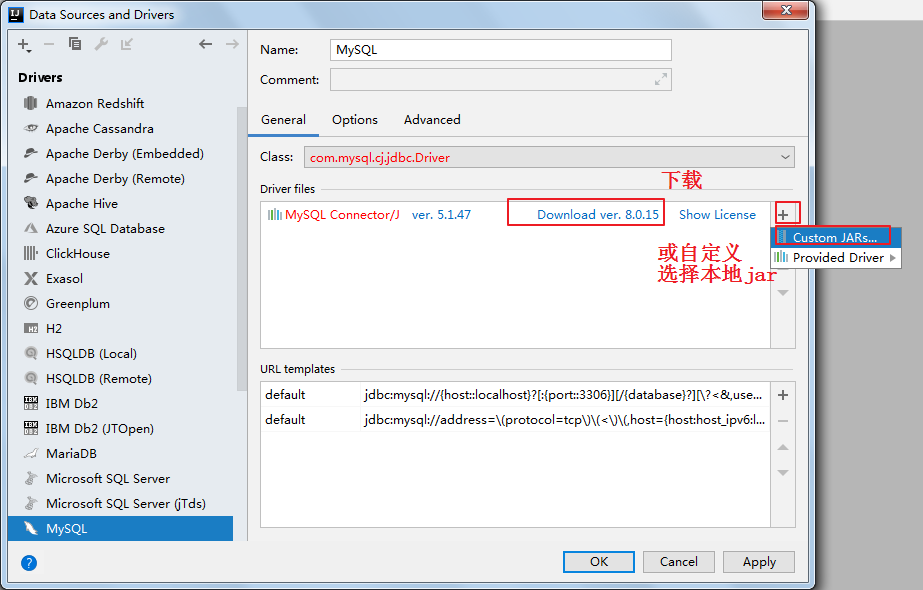 Data Sources and Drivers
Drivers
Amazon Redshift
Apache Cassandra
Apache Derby (Embedded)
Apache Derby (Remote)
Apache Hive
Azure SQL Database
ClickHouse
Exasol
Greenplum
H2
HSQLDB (Local)
HSQLDB (Remote)
IBM Db2
IBM Db2 (JTOpen)
MariaDB
Microsoft SQL Server
Microsoft SQL Server (jTds)
MySQL
Name: MySQL
Comment:
General Options Advanced
Class: com.mysql.cj.jdbc.Driver
下载
Driver files
MySQL Connector/J ver. 5.1.47 Download ver. 8.0.15 Show License
Custom JARs...
Provided Driver
或自定义
选择本地jar
URL templates
default jdbc:mysql://{host::localhost}?[:{port::3306}][/{database}?][\?<&,use...
default jdbc:mysql://address=\(protocol=tcp\)\(<\)\(,host={host:host_ipv6:l...
OK Cancel Apply